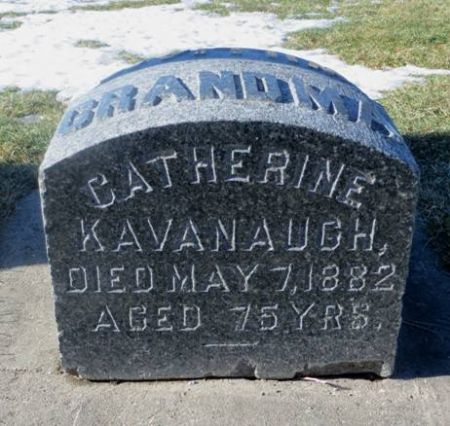 GRANDMA
CATHERINE
KAVANAUGH,
DIED MAY 7, 1882
AGED 75 YRS.